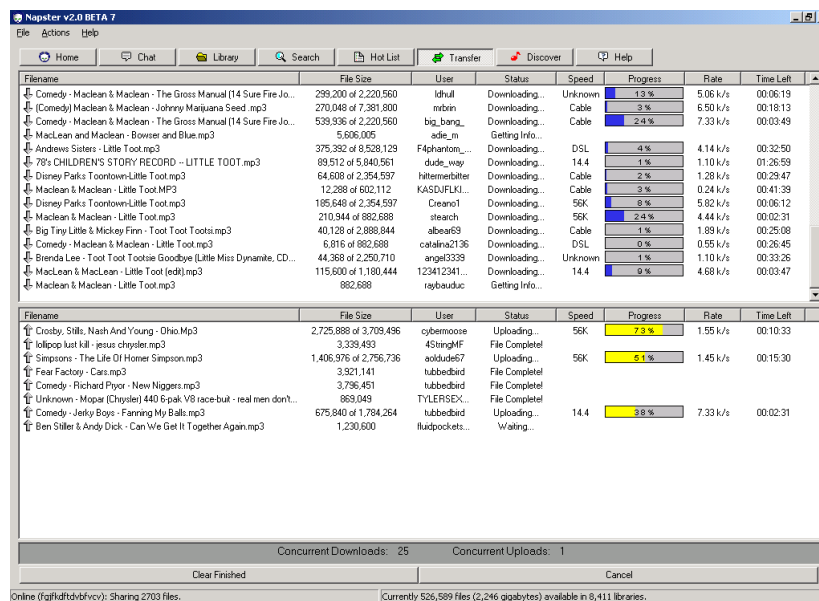 Napster v2.0 BETA 7
File Actions Help
Home Chat Library Search Hot List Transfer Discover Help
Filename File Size User Status Speed Progress Rate Time Left
Comedy - Maclean & Maclean - The Gross Manual (14 Sure Fire Jo... 299,200 of 2,220,560 ldhull Downloading... Unknown 13 % 5.06 k/s 00:06:19
(Comedy) Maclean & Maclean - Johnny Marijuana Seed .mp3 270,048 of 7,381,800 mrbrin Downloading... Cable 3 % 6.50 k/s 00:18:13
Comedy - Maclean & Maclean - The Gross Manual (14 Sure Fire Jo... 539,936 of 2,220,560 big_bang_ Downloading... Cable 24 % 7.33 k/s 00:03:49
MacLean and Maclean - Bowser and Blue.mp3 5,606,005 adie_m Getting Info...
Andrews Sisters - Little Toot.mp3 375,392 of 8,528,129 F4phantom_... Downloading... DSL 4 % 4.14 k/s 00:32:50
78's CHILDREN'S STORY RECORD -- LITTLE TOOT.mp3 89,512 of 5,840,561 dude_way Downloading... 14.4 1 % 1.10 k/s 01:26:59
Disney Parks Toontown-Little Toot.mp3 64,608 of 2,354,597 hittermerbitter Downloading... Cable 2 % 1.28 k/s 00:29:47
Maclean & Maclean - Little Toot.MP3 12,288 of 602,112 KASDJFLKI... Downloading... Cable 3 % 0.24 k/s 00:41:39
Disney Parks Toontown-Little Toot.mp3 185,648 of 2,354,597 Creano1 Downloading... 56K 8 % 5.82 k/s 00:06:12
Maclean & Maclean - Little Toot.mp3 210,944 of 882,688 stearch Downloading... 56K 24 % 4.44 k/s 00:02:31
Big Tiny Little & Mickey Finn - Toot Toot Tootsi.mp3 40,128 of 2,888,844 albear69 Downloading... Cable 1 % 1.89 k/s 00:25:08
Comedy - Maclean & Maclean - Little Toot.mp3 6,816 of 882,688 catalina2136 Downloading... DSL 0 % 0.55 k/s 00:26:45
Brenda Lee - Toot Toot Tootsie Goodbye (Little Miss Dynamite, CD... 44,368 of 2,250,710 angel3339 Downloading... Unknown 1 % 1.10 k/s 00:33:26
MacLean & MacLean - Little Toot (edit).mp3 115,600 of 1,180,444 123412341... Downloading... 14.4 9 % 4.68 k/s 00:03:47
Maclean & Maclean - Little Toot.mp3 882,688 raybauduc Getting Info...
Filename File Size User Status Speed Progress Rate Time Left
Crosby, Stills, Nash And Young - Ohio.Mp3 2,725,888 of 3,709,496 cybermoose Uploading... 56K 73 % 1.55 k/s 00:10:33
lollipop lust kill - jesus chrysler.mp3 3,339,493 4StringMF File Complete!
Simpsons - The Life Of Homer Simpson.mp3 1,406,976 of 2,756,736 aoldude67 Uploading... 56K 51 % 1.45 k/s 00:15:30
Fear Factory - Cars.mp3 3,921,141 tubbedbird File Complete!
Comedy - Richard Pryor - New Niggers.mp3 3,796,451 tubbedbird File Complete!
Unknown - Mopar (Chrysler) 440 6-pak V8 race-buit - real men don't... 869,049 TYLERSEX... File Complete!
Comedy - Jerky Boys - Fanning My Balls.mp3 675,840 of 1,784,264 tubbedbird Uploading... 14.4 38 % 7.33 k/s 00:02:31
Ben Stiller & Andy Dick - Can We Get It Together Again.mp3 1,230,600 fluidpockets... Waiting...
Concurrent Downloads: 25 Concurrent Uploads: 1
Clear Finished Cancel
Online (fgjfkdftdvbfvcv): Sharing 2703 files. Currently 526,589 files (2,246 gigabytes) available in 8,411 libraries.